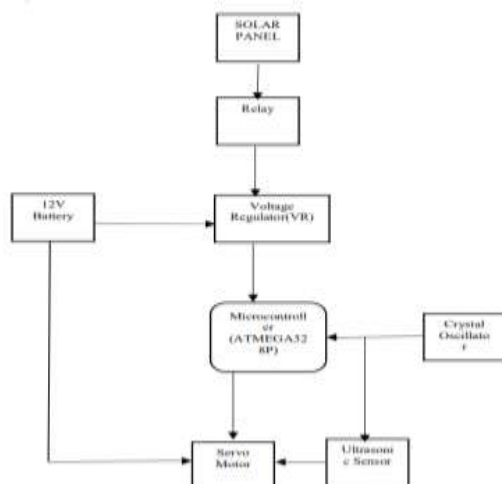 SOLAR
PANEL
Relay
12V
Battery
Voltage
Regulator(VR)
Microcontroll
er
(ATMEGA32
8P)
Crystal
Oscillato
r
Servo
Motor
Ultrasoni
c Sensor